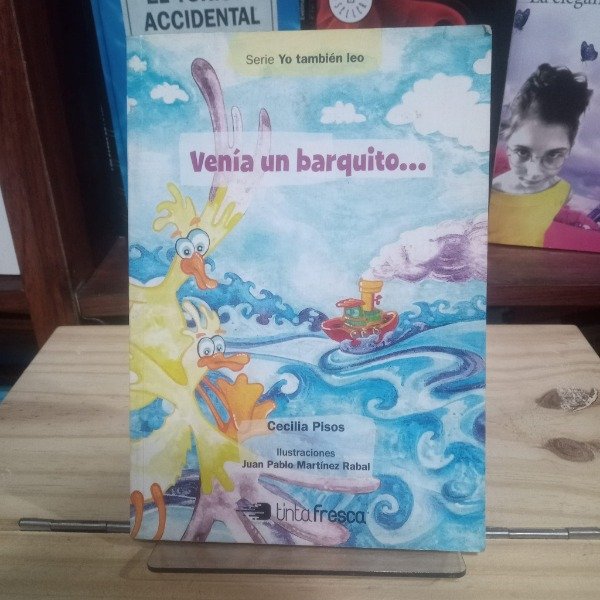 ACCIDENTAL
Serie Yo también leo
Venía un barquito...
Cecilia Pisos
Ilustraciones
Juan Pablo Martínez Rabal
tintafresca